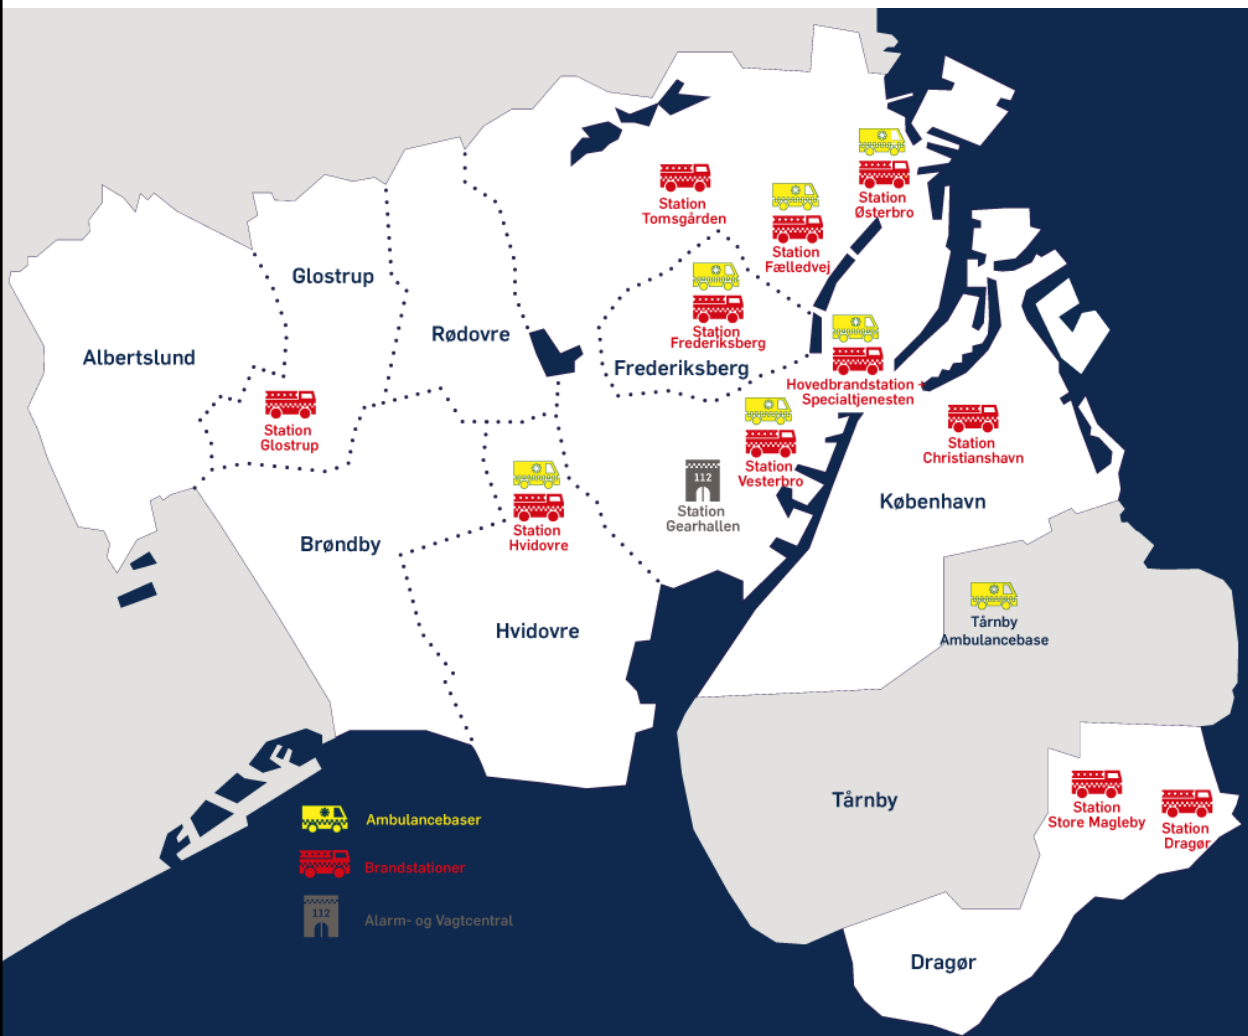 Station
Østerbro
Station
Tomsgården
Station
Fælledvej
Glostrup
Rødovre
Albertslund
Station
Frederiksberg
Frederiksberg
Hovedbrandstation +
Specialtjenesten
Station
Glostrup
Station
Christianshavn
Station
Vesterbro
112
Station
Gearhallen
København
Station
Hvidovre
Brøndby
Hvidovre
Tårnby
Ambulancebase
Tårnby
Station
Store Magleby
Station
Dragør
Ambulancebaser
Brandstationer
112
Alarm- og Vagtcentral
Dragør